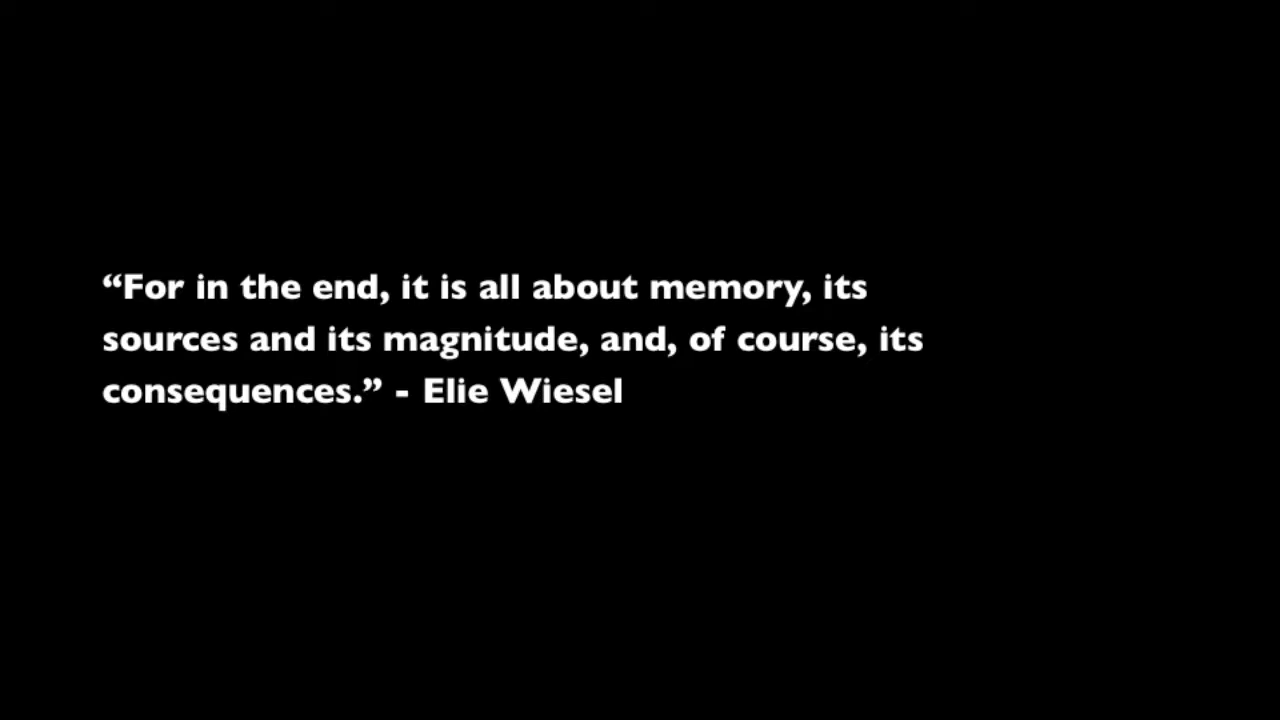 “For in the end, it is all about memory, its
sources and its magnitude, and, of course, its
consequences.” - Elie Wiesel